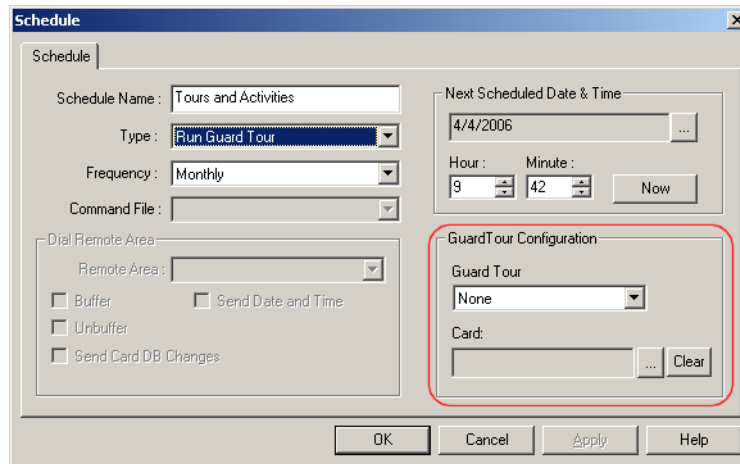 Schedule
Schedule
Schedule Name : Tours and Activities
Type : Run Guard Tour
Frequency : Monthly
Command File :
Dial Remote Area
Remote Area :
Buffer Send Date and Time
Unbuffer
Send Card DB Changes
Next Scheduled Date & Time
4/4/2006 ...
Hour : Minute :
9 42 Now
GuardTour Configuration
Guard Tour
None
Card:
... Clear
OK Cancel Apply Help